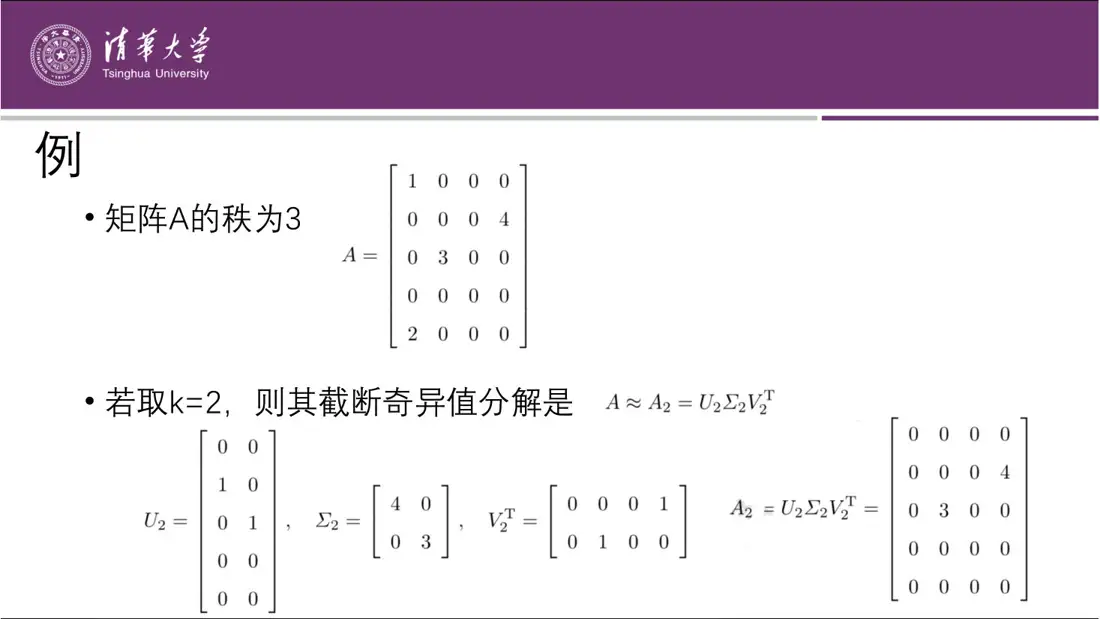 清华大学
Tsinghua University
例
• 矩阵A的秩为3
A =
1 0 0 0
0 0 0 4
0 3 0 0
0 0 0 0
2 0 0 0
• 若取k=2，则其截断奇异值分解是 A ≈ A₂ = U₂Σ₂V₂ᵀ
U₂ =
0 0
1 0
0 1
0 0
0 0
,
Σ₂ =
4 0
0 3
,
V₂ᵀ =
0 0 0 1
0 1 0 0
A₂ = U₂Σ₂V₂ᵀ =
0 0 0 0
0 0 0 4
0 3 0 0
0 0 0 0
0 0 0 0